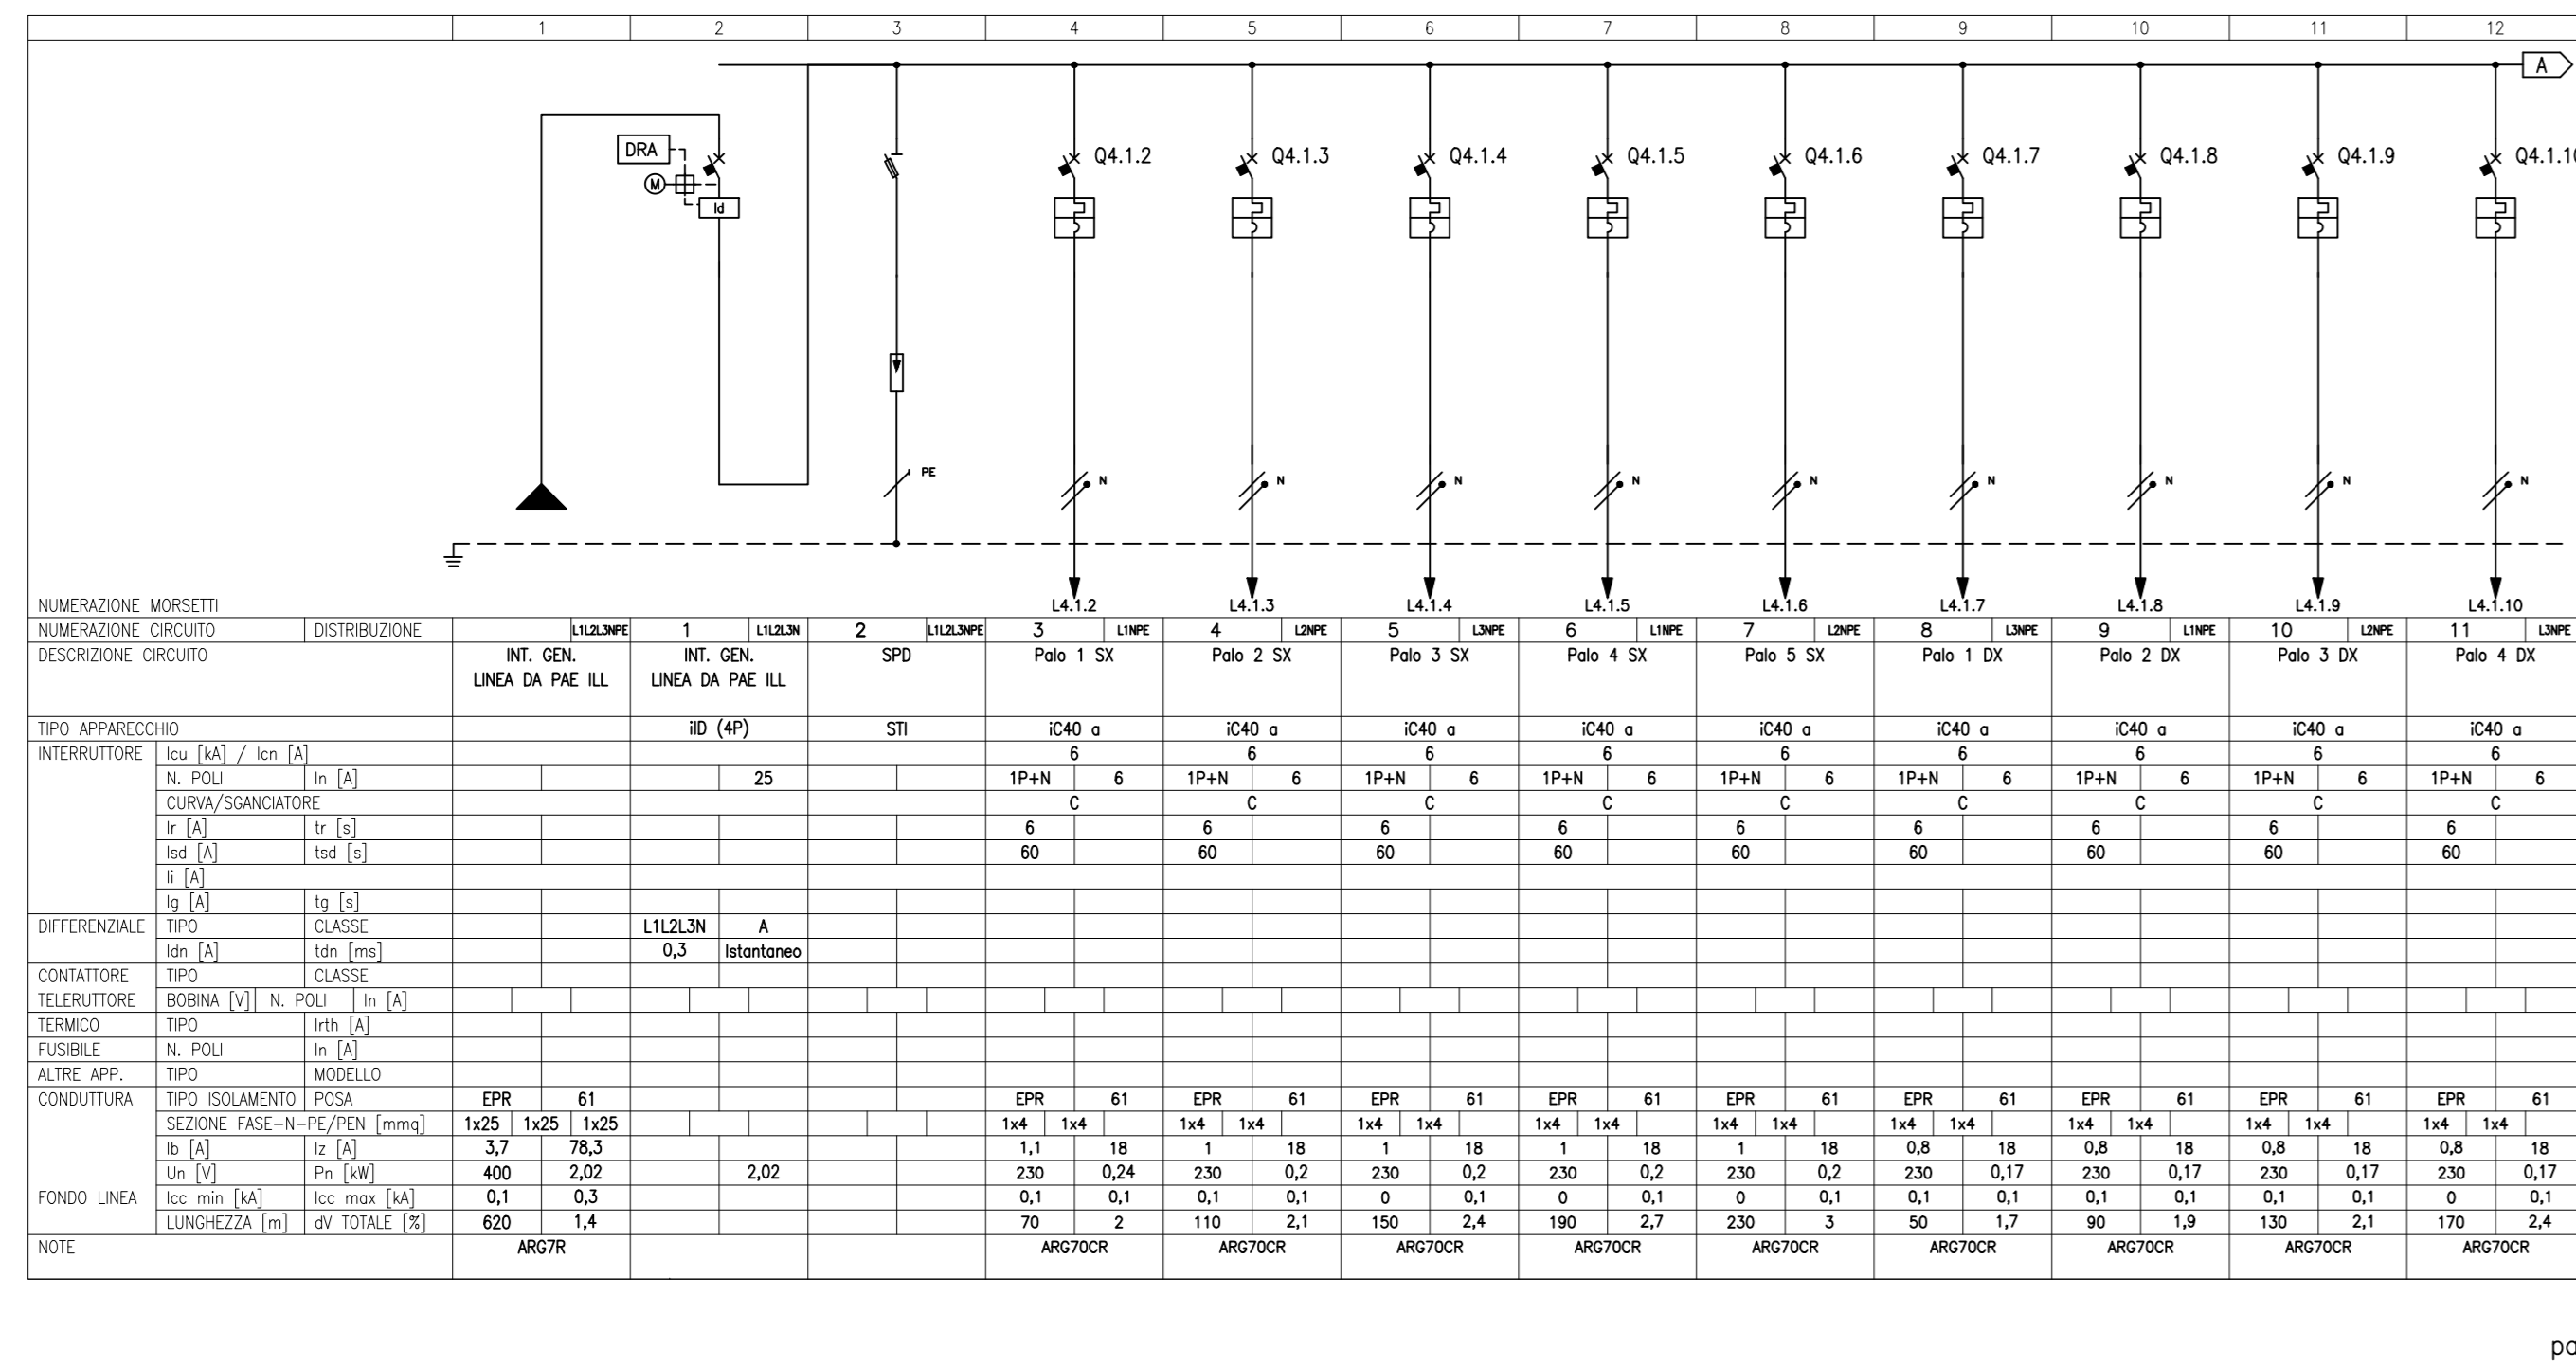 1 2 3 4 5 6 7 8 9 10 11 12
A
DRA Q4.1.2 Q4.1.3 Q4.1.4 Q4.1.5 Q4.1.6 Q4.1.7 Q4.1.8 Q4.1.9 Q4.1.10
M
Id
PE N N N N N N N N N
NUMERAZIONE MORSETTI L4.1.2 L4.1.3 L4.1.4 L4.1.5 L4.1.6 L4.1.7 L4.1.8 L4.1.9 L4.1.10
NUMERAZIONE CIRCUITO DISTRIBUZIONE L1L2L3NPE 1 L1L2L3N 2 L1L2L3NPE 3 L1NPE 4 L2NPE 5 L3NPE 6 L1NPE 7 L2NPE 8 L3NPE 9 L1NPE 10 L2NPE 11 L3NPE
DESCRIZIONE CIRCUITO INT. GEN. INT. GEN. SPD Palo 1 SX Palo 2 SX Palo 3 SX Palo 4 SX Palo 5 SX Palo 1 DX Palo 2 DX Palo 3 DX Palo 4 DX
LINEA DA PAE ILL LINEA DA PAE ILL
TIPO APPARECCHIO iID (4P) STI iC40 a iC40 a iC40 a iC40 a iC40 a iC40 a iC40 a iC40 a iC40 a
INTERRUTTORE Icu [kA] / Icn [A] 6 6 6 6 6 6 6 6 6
N. POLI In [A] 25 1P+N 6 1P+N 6 1P+N 6 1P+N 6 1P+N 6 1P+N 6 1P+N 6 1P+N 6 1P+N 6
CURVA/SGANCIATORE C C C C C C C C C
Ir [A] tr [s] 6 6 6 6 6 6 6 6 6
Isd [A] tsd [s] 60 60 60 60 60 60 60 60 60
Ii [A]
Ig [A] tg [s]
DIFFERENZIALE TIPO CLASSE L1L2L3N A
Idn [A] tdn [ms] 0,3 Istantaneo
CONTATTORE TIPO CLASSE
TELERUTTORE BOBINA [V] N. POLI In [A]
TERMICO TIPO Irth [A]
FUSIBILE N. POLI In [A]
ALTRE APP. TIPO MODELLO
CONDUTTURA TIPO ISOLAMENTO POSA EPR 61 EPR 61 EPR 61 EPR 61 EPR 61 EPR 61 EPR 61 EPR 61 EPR 61 EPR 61
SEZIONE FASE-N-PE/PEN [mmq] 1x25 1x25 1x25 1x4 1x4 1x4 1x4 1x4 1x4 1x4 1x4 1x4 1x4 1x4 1x4 1x4 1x4 1x4 1x4 1x4 1x4
Ib [A] Iz [A] 3,7 78,3 1,1 18 1 18 1 18 1 18 1 18 0,8 18 0,8 18 0,8 18 0,8 18
Un [V] Pn [kW] 400 2,02 2,02 230 0,24 230 0,2 230 0,2 230 0,2 230 0,2 230 0,17 230 0,17 230 0,17 230 0,17
FONDO LINEA Icc min [kA] Icc max [kA] 0,1 0,3 0,1 0,1 0,1 0,1 0 0,1 0 0,1 0 0,1 0,1 0,1 0,1 0,1 0,1 0,1 0 0,1
LUNGHEZZA [m] dV TOTALE [%] 620 1,4 70 2 110 2,1 150 2,4 190 2,7 230 3 50 1,7 90 1,9 130 2,1 170 2,4
NOTE ARG7R ARG7OCR ARG7OCR ARG7OCR ARG7OCR ARG7OCR ARG7OCR ARG7OCR ARG7OCR ARG7OCR